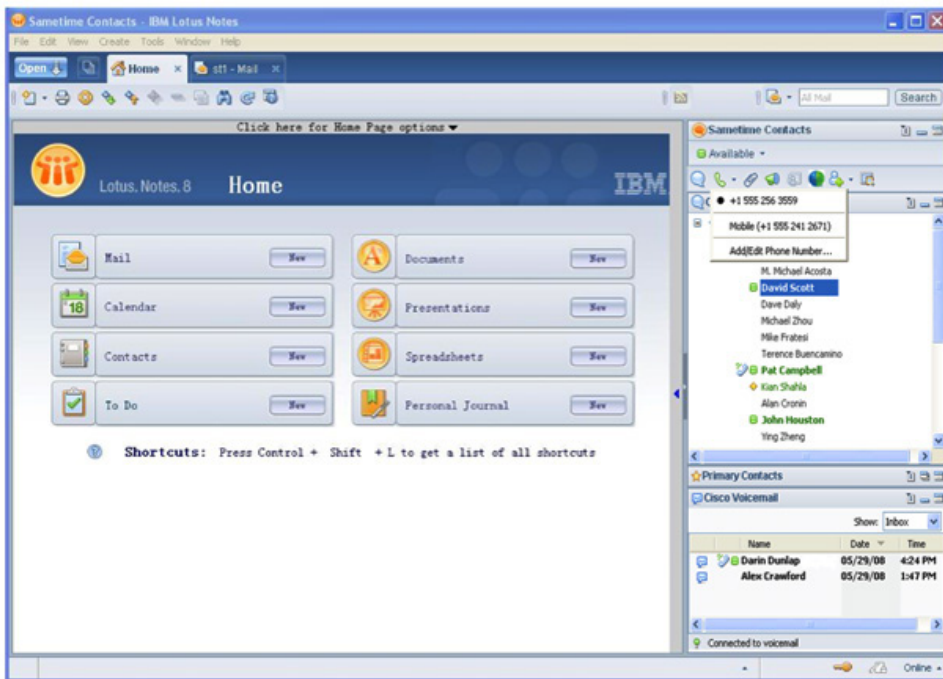 Sametime Contacts - IBM Lotus Notes
File Edit View Create Tools Window Help
Open Home × st1 - Mail ×
All Mail Search
Click here for Home Page options
Lotus. Notes. 8 Home IBM
Mail New Documents New
Calendar New Presentations New
18
Contacts New Spreadsheets New
To Do New Personal Journal New
Shortcuts: Press Control + Shift + L to get a list of all shortcuts
Sametime Contacts
Available
+1 555 256 3559
Mobile (+1 555 241 2671)
Add/Edit Phone Number...
M. Michael Acosta
David Scott
Dave Daly
Michael Zhou
Mike Fratesi
Terence Buencamino
Pat Campbell
Kian Shahla
Alan Cronin
John Houston
Ying Zheng
Primary Contacts
Cisco Voicemail
Show: Inbox
Name Date Time
Darin Dunlap 05/29/08 4:24 PM
Alex Crawford 05/29/08 1:47 PM
Connected to voicemail
Online